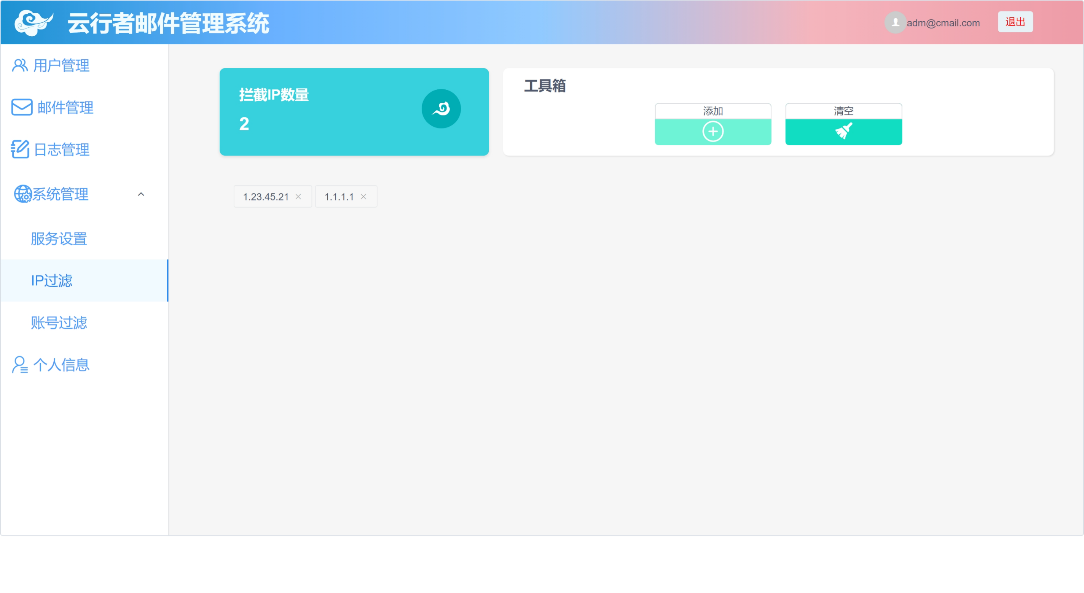 云行者邮件管理系统
adm@cmail.com
退出
用户管理
邮件管理
日志管理
系统管理
服务设置
IP过滤
账号过滤
个人信息
拦截IP数量
2
工具箱
添加
清空
1.23.45.21 ×
1.1.1.1 ×